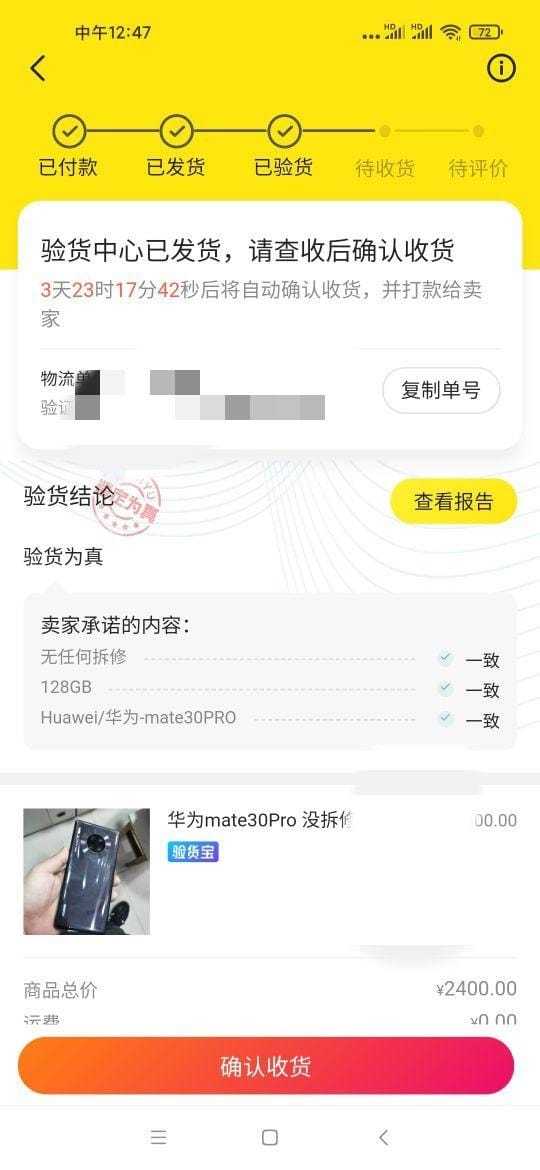 中午12:47
HD
HD
72
已付款
已发货
已验货
待收货
待评价
验货中心已发货，请查收后确认收货
3天23时17分42秒后将自动确认收货，并打款给卖
家
物流单
复制单号
验货结论
查看报告
验货为真
卖家承诺的内容：
无任何拆修
一致
128GB
一致
Huawei/华为-mate30PRO
一致
华为mate30Pro 没拆修
00.00
验货宝
商品总价
¥2400.00
运费
¥0.00
确认收货